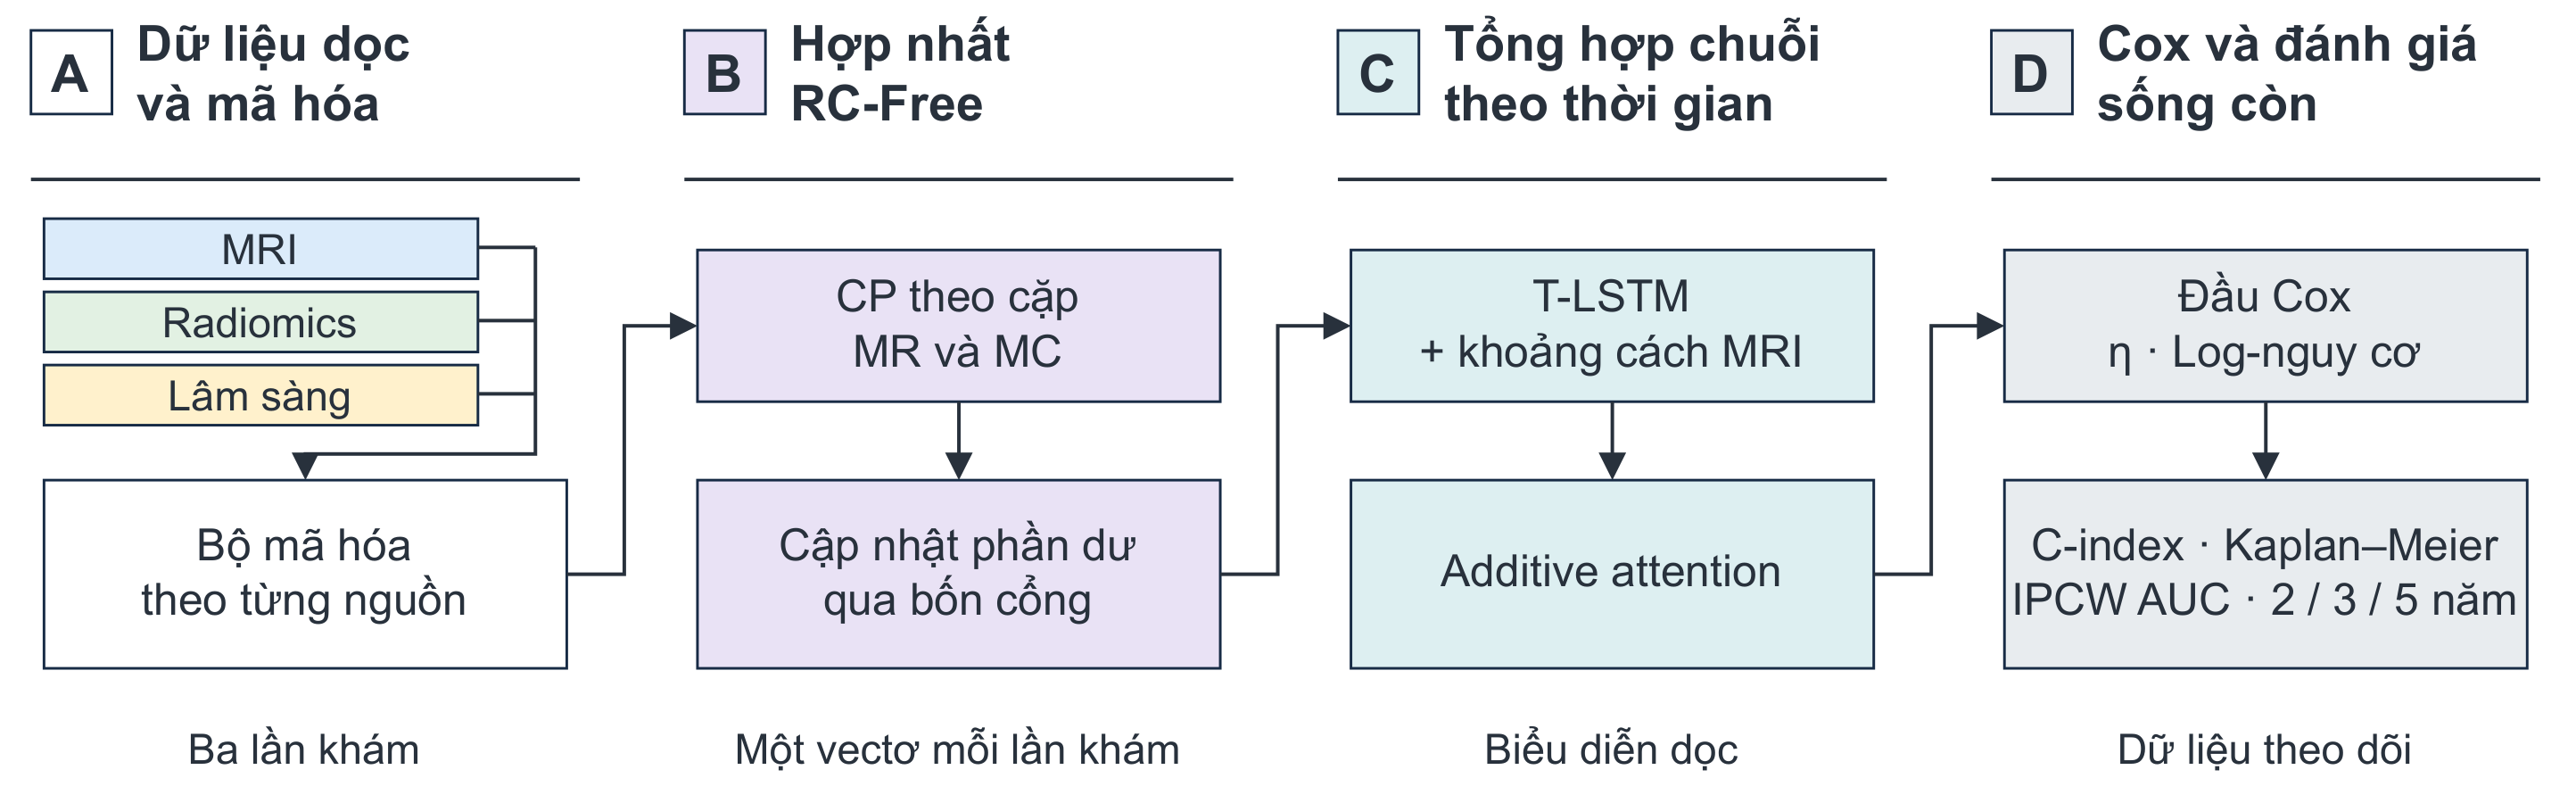 A
Dữ liệu dọc
và mã hóa
MRI
Radiomics
Lâm sàng
Bộ mã hóa
theo từng nguồn
Ba lần khám
B
Hợp nhất
RC-Free
CP theo cặp
MR và MC
Cập nhật phần dư
qua bốn cổng
Một vectơ mỗi lần khám
C
Tổng hợp chuỗi
theo thời gian
T-LSTM
+ khoảng cách MRI
Additive attention
Biểu diễn dọc
D
Cox và đánh giá
sống còn
Đầu Cox
η · Log-nguy cơ
C-index · Kaplan–Meier
IPCW AUC · 2 / 3 / 5 năm
Dữ liệu theo dõi